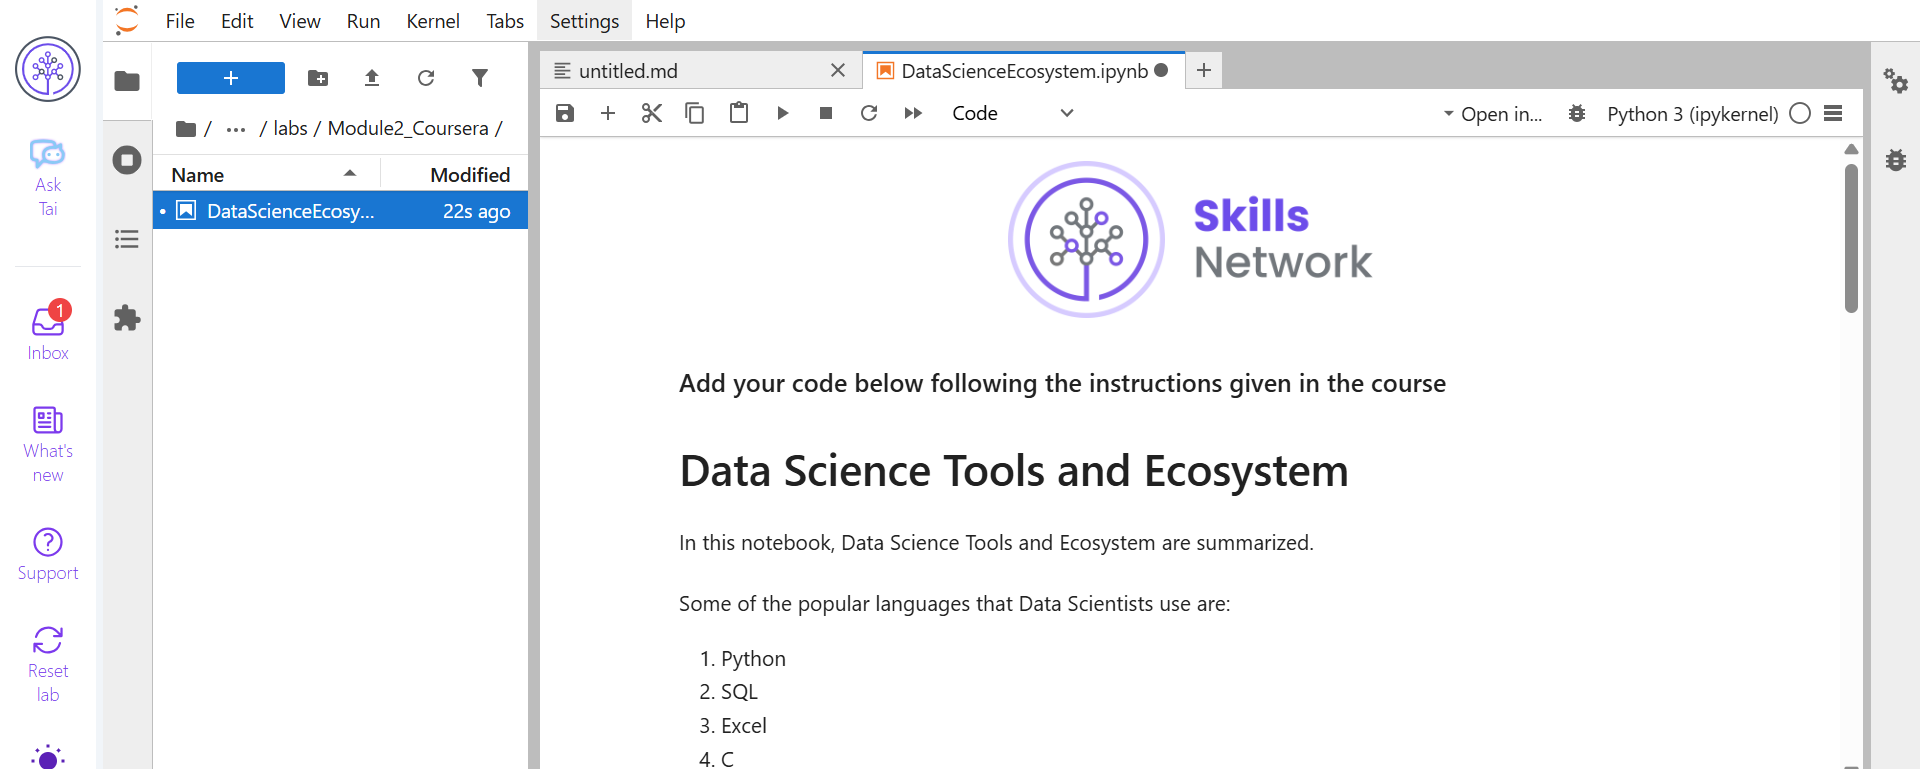 File Edit View Run Kernel Tabs Settings Help
Ask
Tai
1
Inbox
What's
new
Support
Reset
lab
/ ... / labs / Module2_Coursera /
Name Modified
DataScienceEcosy... 22s ago
untitled.md
DataScienceEcosystem.ipynb
Code
Open in...
Python 3 (ipykernel)
Skills
Network
Add your code below following the instructions given in the course
Data Science Tools and Ecosystem
In this notebook, Data Science Tools and Ecosystem are summarized.
Some of the popular languages that Data Scientists use are:
1. Python
2. SQL
3. Excel
4. C